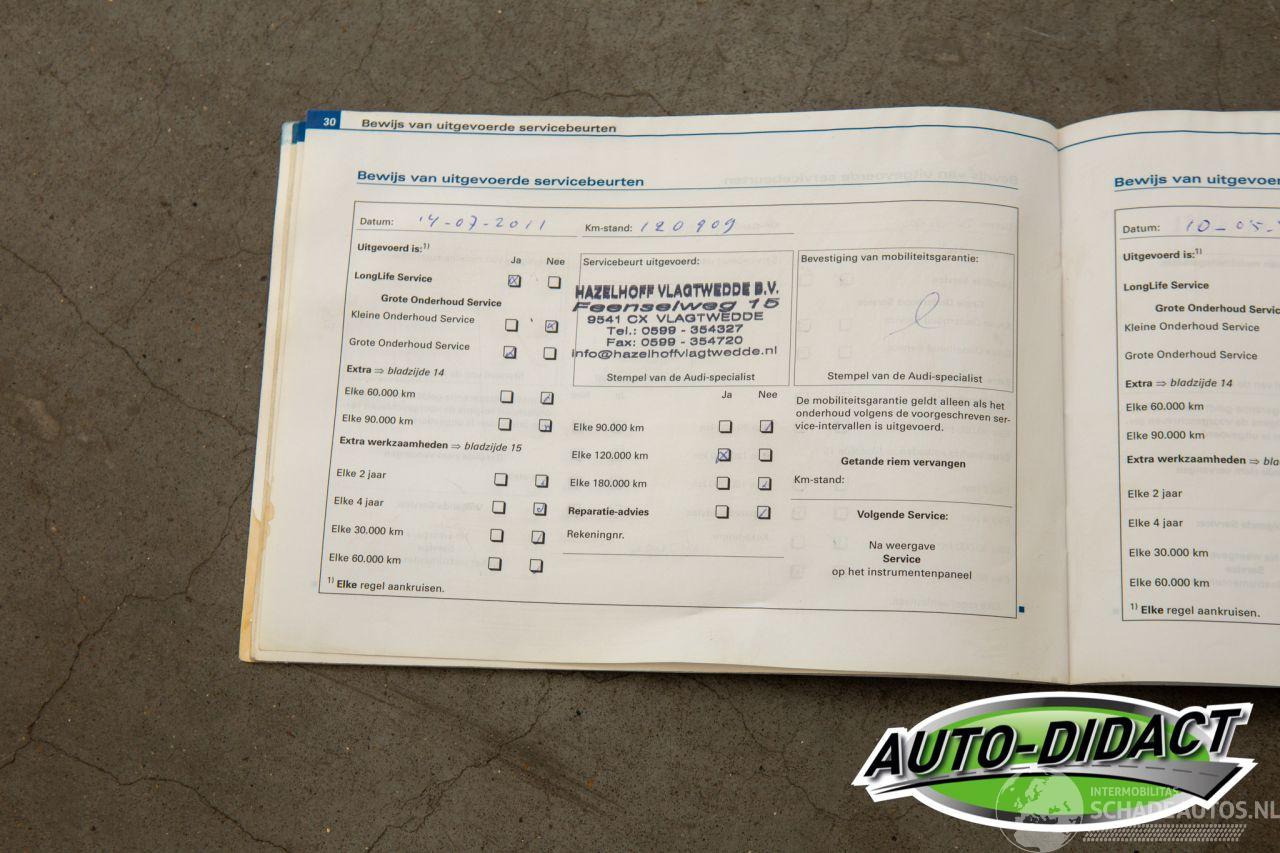 30 Bewijs van uitgevoerde servicebeurten
Bewijs van uitgevoerde servicebeurten
Datum: 14-07-2011 Km-stand: 120909
Uitgevoerd is:1)
Ja Nee
LongLife Service
Grote Onderhoud Service
Kleine Onderhoud Service
Grote Onderhoud Service
Extra ⇒ bladzijde 14
Elke 60.000 km
Elke 90.000 km
Extra werkzaamheden ⇒ bladzijde 15
Elke 2 jaar
Elke 4 jaar
Elke 30.000 km
Elke 60.000 km
1) Elke regel aankruisen.
Servicebeurt uitgevoerd:
HAZELHOFF VLAGTWEDDE B.V.
Feenselweg 15
9541 CX VLAGTWEDDE
Tel.: 0599 - 354327
Fax: 0599 - 354720
info@hazelhoffvlagtwedde.nl
Stempel van de Audi-specialist
Ja Nee
Elke 90.000 km
Elke 120.000 km
Elke 180.000 km
Reparatie-advies
Rekeningnr.
Bevestiging van mobiliteitsgarantie:
Stempel van de Audi-specialist
De mobiliteitsgarantie geldt alleen als het
onderhoud volgens de voorgeschreven ser-
vice-intervallen is uitgevoerd.
Getande riem vervangen
Km-stand:
Volgende Service:
Na weergave
Service
op het instrumentenpaneel
Bewijs van uitgevoe
Datum: 10-05-
Uitgevoerd is:1)
LongLife Service
Grote Onderho
Kleine Onderhoud Service
Grote Onderhoud Service
Extra ⇒ bladzijde 14
Elke 60.000 km
Elke 90.000 km
Extra werkzaamheden ⇒ bla
Elke 2 jaar
Elke 4 jaar
Elke 30.000 km
Elke 60.000 km
1) Elke regel aankruisen.
AUTO-DIDACT
INTERMOBILITAS
SCHADEAUTOS.NL